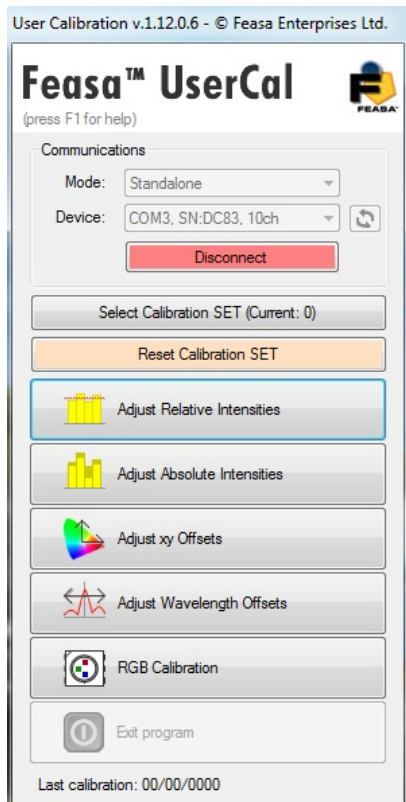 User Calibration v.1.12.0.6 - © Feasa Enterprises Ltd.
Feasa™ UserCal
FEASA
(press F1 for help)
Communications
Mode: Standalone
Device: COM3, SN:DC83, 10ch
Disconnect
Select Calibration SET (Current: 0)
Reset Calibration SET
Adjust Relative Intensities
Adjust Absolute Intensities
Adjust xy Offsets
Adjust Wavelength Offsets
RGB Calibration
Exit program
Last calibration: 00/00/0000